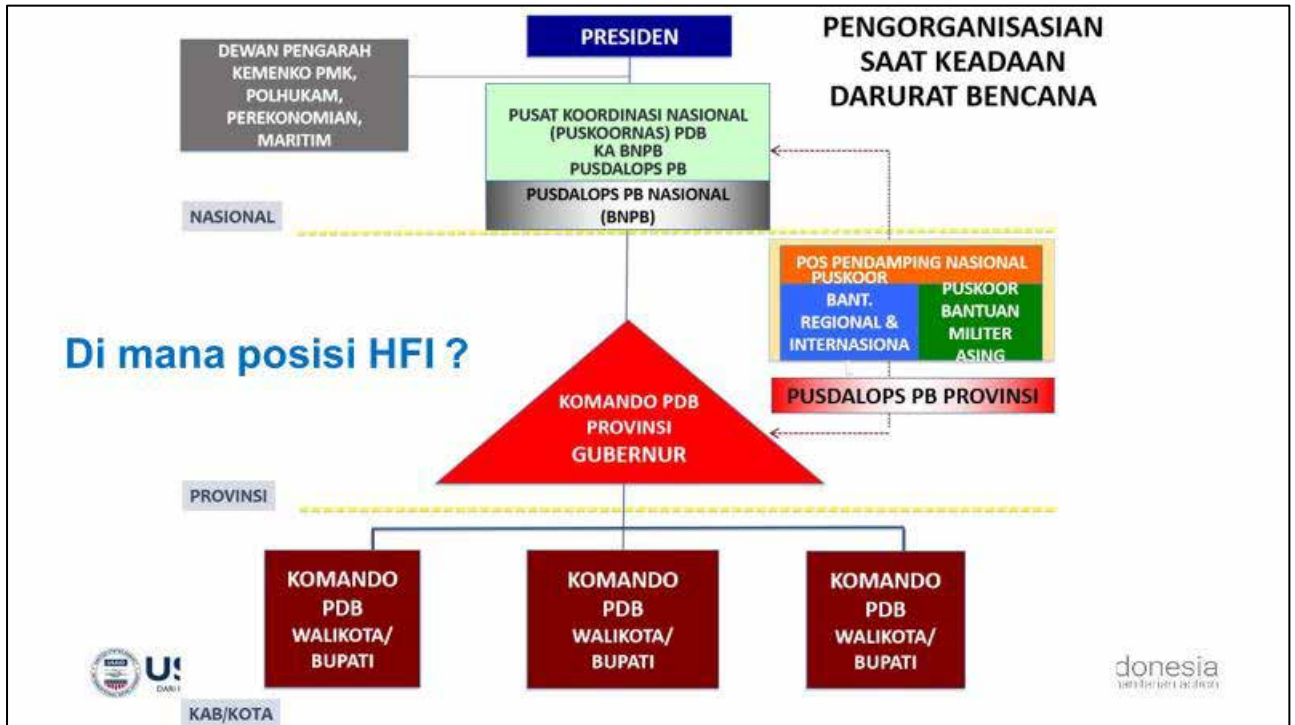 PENGORGANISASIAN
SAAT KEADAAN
DARURAT BENCANA
PRESIDEN
DEWAN PENGARAH
KEMENKO PMK,
POLHUKAM,
PEREKONOMIAN,
MARITIM
PUSAT KOORDINASI NASIONAL
(PUSKOORNAS) PDB
KA BNPB
PUSDALOPS PB
PUSDALOPS PB NASIONAL
(BNPB)
NASIONAL
POS PENDAMPING NASIONAL
PUSKOOR
BANT.
REGIONAL &
INTERNASIONA
PUSKOOR
BANTUAN
MILITER
ASING
PUSDALOPS PB PROVINSI
Di mana posisi HFI ?
KOMANDO PDB
PROVINSI
GUBERNUR
PROVINSI
KOMANDO
PDB
WALIKOTA/
BUPATI
KOMANDO
PDB
WALIKOTA/
BUPATI
KOMANDO
PDB
WALIKOTA/
BUPATI
USAID
US
DARI
donesia
KAB/KOTA